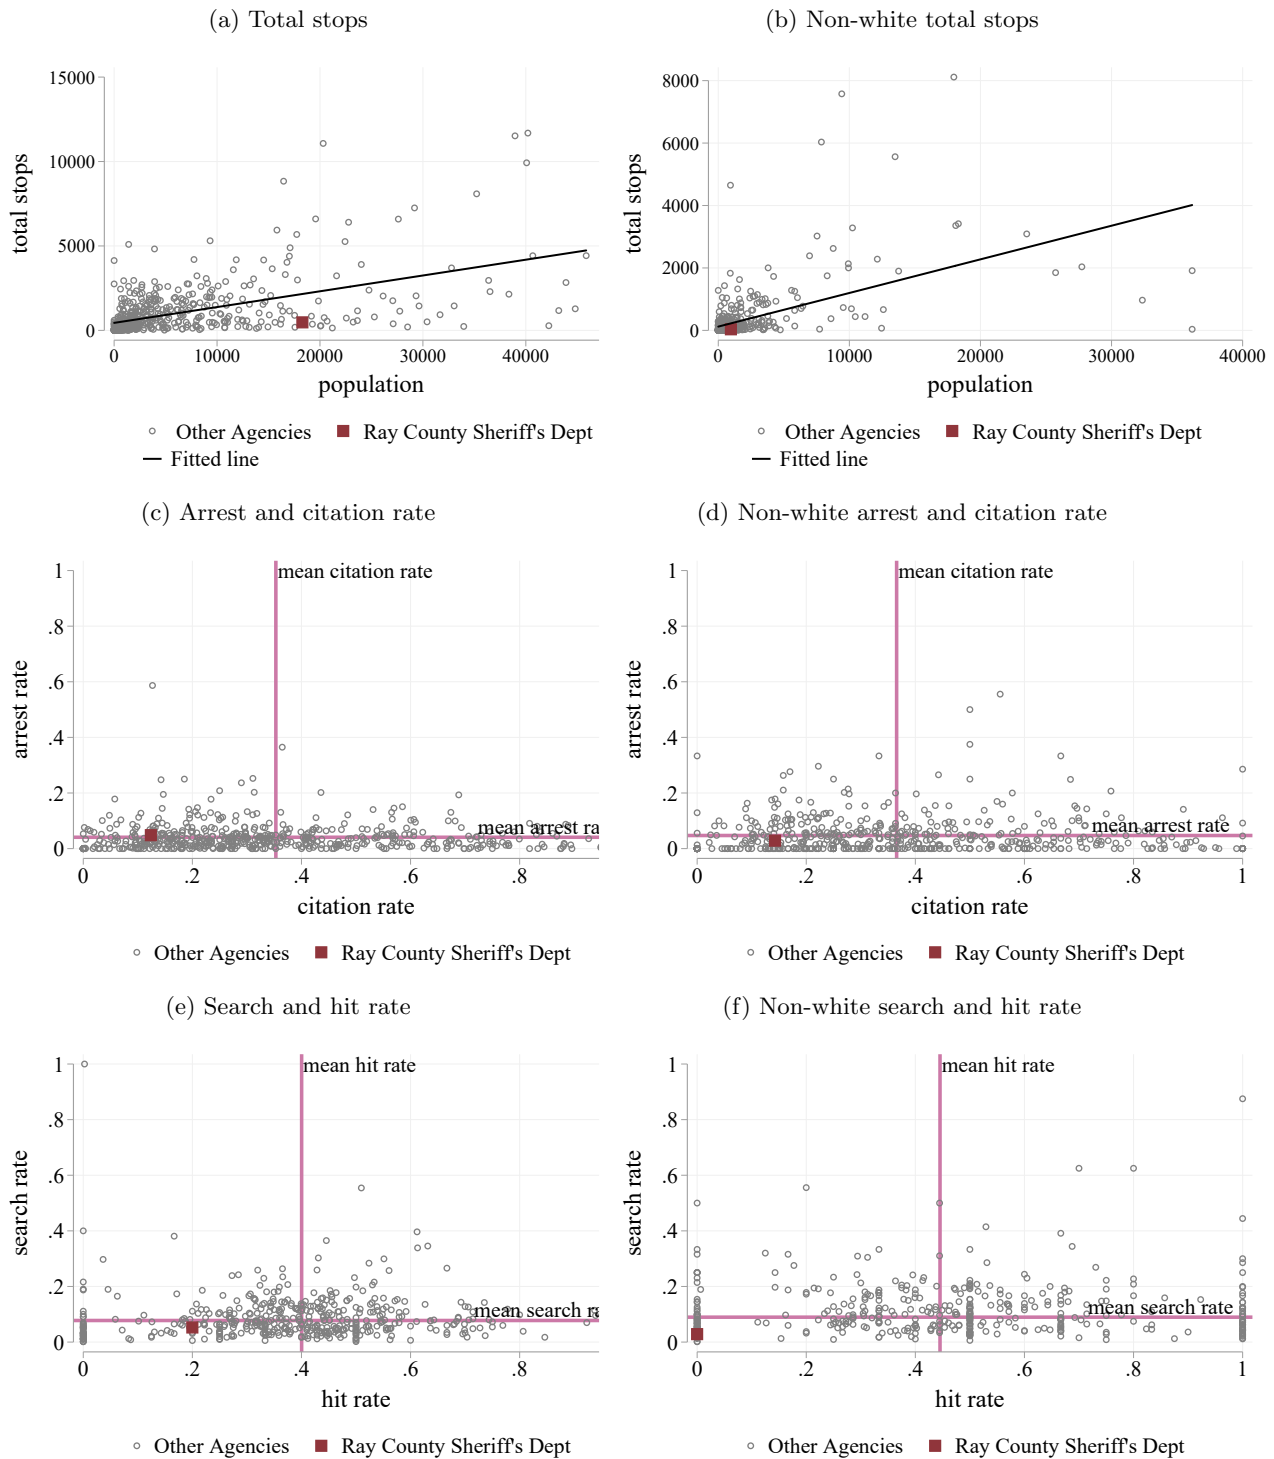 (a) Total stops
15000
10000
5000
0
total stops
0 10000 20000 30000 40000
population
Other Agencies Ray County Sheriff's Dept
Fitted line
(b) Non-white total stops
8000
6000
4000
2000
0
total stops
0 10000 20000 30000 40000
population
Other Agencies Ray County Sheriff's Dept
Fitted line
(c) Arrest and citation rate
mean citation rate
1
.8
.6
.4
.2
0
arrest rate
mean arrest ra
0 .2 .4 .6 .8
citation rate
Other Agencies Ray County Sheriff's Dept
(d) Non-white arrest and citation rate
mean citation rate
1
.8
.6
.4
.2
0
arrest rate
mean arrest rate
0 .2 .4 .6 .8 1
citation rate
Other Agencies Ray County Sheriff's Dept
(e) Search and hit rate
mean hit rate
1
.8
.6
.4
.2
0
search rate
mean search ra
0 .2 .4 .6 .8
hit rate
Other Agencies Ray County Sheriff's Dept
(f) Non-white search and hit rate
mean hit rate
1
.8
.6
.4
.2
0
search rate
mean search rate
0 .2 .4 .6 .8 1
hit rate
Other Agencies Ray County Sheriff's Dept